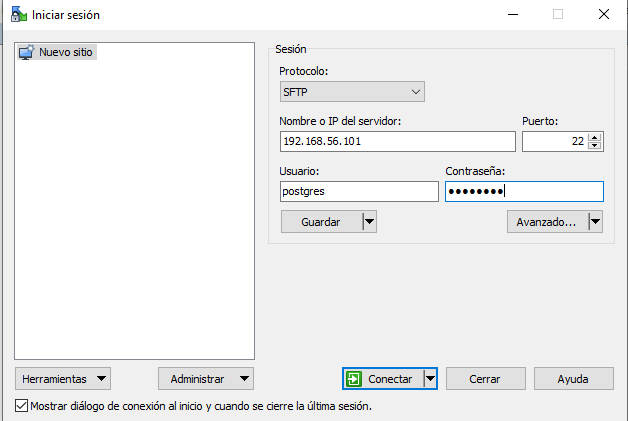 Iniciar sesión
Nuevo sitio
Sesión
Protocolo:
SFTP
Nombre o IP del servidor:
Puerto:
192.168.56.101
22
Usuario:
Contraseña:
postgres
●●●●●●●●
Guardar
Avanzado...
Herramientas
Administrar
Conectar
Cerrar
Ayuda
Mostrar diálogo de conexión al inicio y cuando se cierre la última sesión.